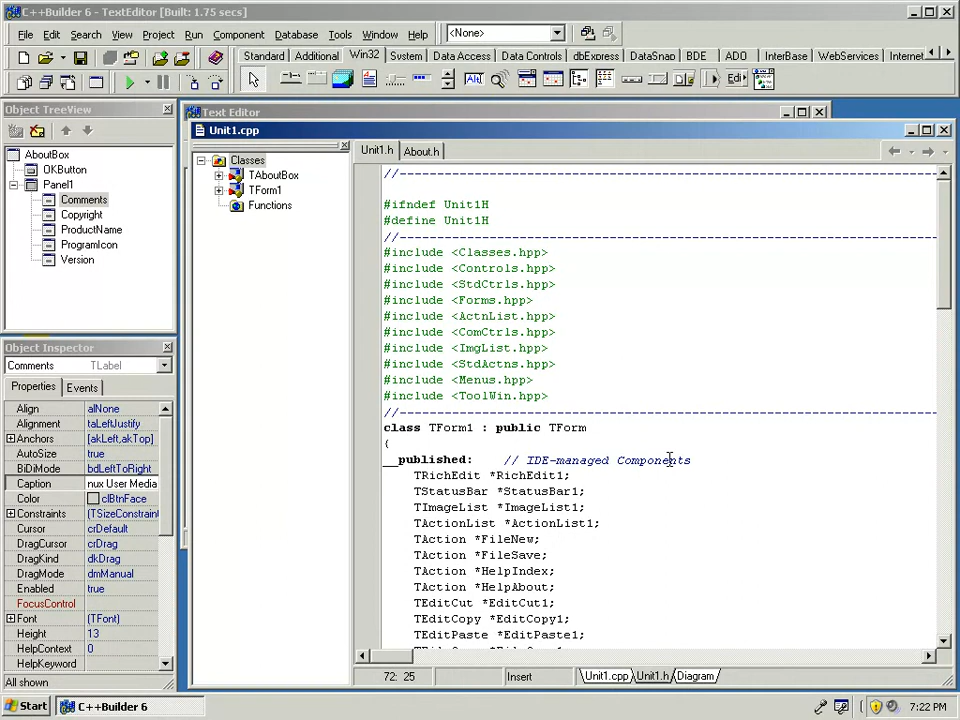 C++Builder 6 - TextEditor [Built: 1.75 secs]
File Edit Search View Project Run Component Database Tools Window Help <None>
Standard Additional Win32 System Data Access Data Controls dbExpress DataSnap BDE ADO InterBase WebServices Internet
Object TreeView
AboutBox
OKButton
Panel1
Comments
Copyright
ProductName
ProgramIcon
Version
Object Inspector
Comments TLabel
Properties Events
Align alNone
Alignment taLeftJustify
Anchors [akLeft,akTop]
AutoSize true
BiDiMode bdLeftToRight
Caption nux User Media
Color clBtnFace
Constraints (TSizeConstraint
Cursor crDefault
DragCursor crDrag
DragKind dkDrag
DragMode dmManual
Enabled true
FocusControl
Font (TFont)
Height 13
HelpContext 0
HelpKeyword
All shown
Text Editor
Unit1.cpp
Classes
TAboutBox
TForm1
Functions
Unit1.h About.h
//---------------------------------------------------------------------------
#ifndef Unit1H
#define Unit1H
//---------------------------------------------------------------------------
#include <Classes.hpp>
#include <Controls.hpp>
#include <StdCtrls.hpp>
#include <Forms.hpp>
#include <ActnList.hpp>
#include <ComCtrls.hpp>
#include <ImgList.hpp>
#include <StdActns.hpp>
#include <Menus.hpp>
#include <ToolWin.hpp>
//---------------------------------------------------------------------------
class TForm1 : public TForm
{
__published: // IDE-managed Components
TRichEdit *RichEdit1;
TStatusBar *StatusBar1;
TImageList *ImageList1;
TActionList *ActionList1;
TAction *FileNew;
TAction *FileSave;
TAction *HelpIndex;
TAction *HelpAbout;
TEditCut *EditCut1;
TEditCopy *EditCopy1;
TEditPaste *EditPaste1;
72: 25 Insert Unit1.cpp Unit1.h Diagram
Start C++Builder 6 7:22 PM